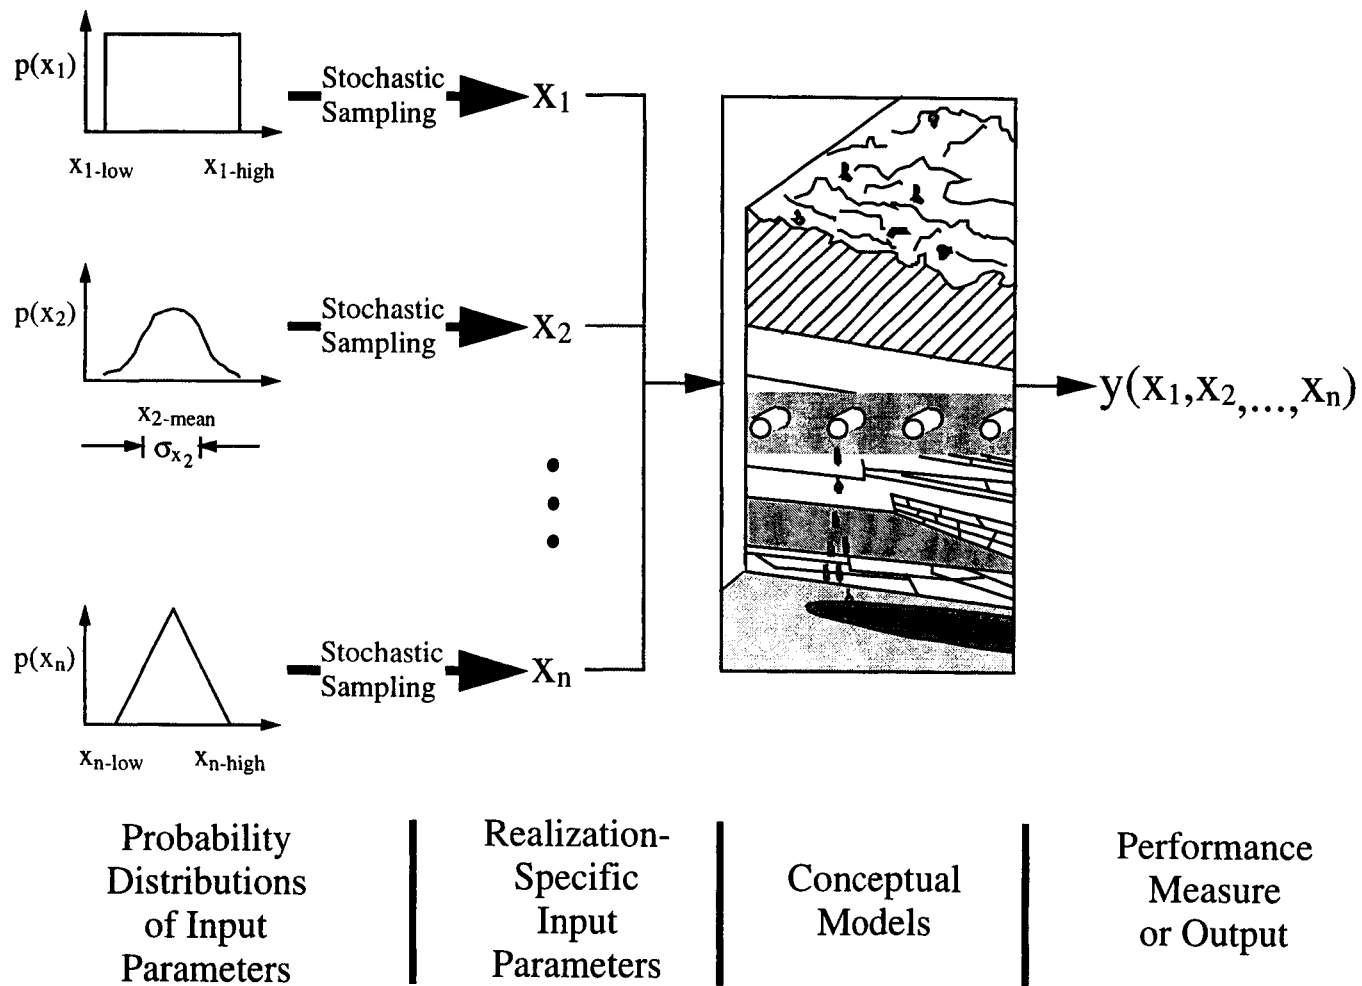 p(x1)
Stochastic
Sampling
x1
x1-low
x1-high
p(x2)
Stochastic
Sampling
x2
x2-mean
σx2
y(x1,x2,...,xn)
p(xn)
Stochastic
Sampling
xn
xn-low
xn-high
Probability
Distributions
of Input
Parameters
Realization-
Specific
Input
Parameters
Conceptual
Models
Performance
Measure
or Output